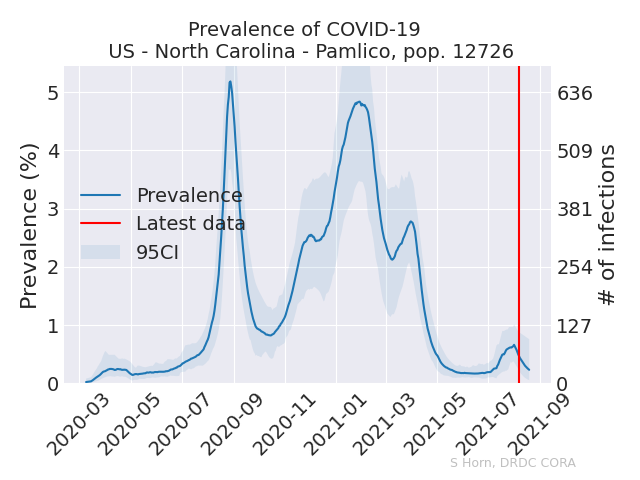 Prevalence of COVID-19
US - North Carolina - Pamlico, pop. 12726
Prevalence (%)
5
4
3
2
1
0
636
509
381
254
127
0
# of infections
Prevalence
Latest data
95CI
2020-03
2020-05
2020-07
2020-09
2020-11
2021-01
2021-03
2021-05
2021-07
2021-09
S Horn, DRDC CORA